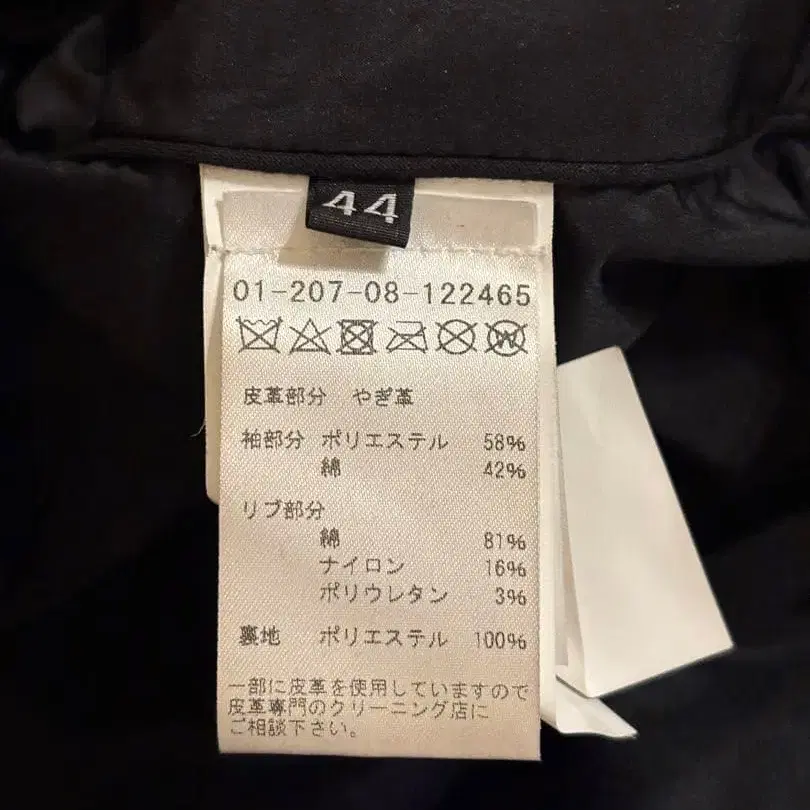 44
01-207-08-122465
皮革部分 やぎ革
袖部分 ポリエステル 58%
綿 42%
リブ部分
綿 81%
ナイロン 16%
ポリウレタン 3%
裏地 ポリエステル 100%
一部に皮革を使用していますので
皮革専門のクリーニング店に
ご相談下さい。